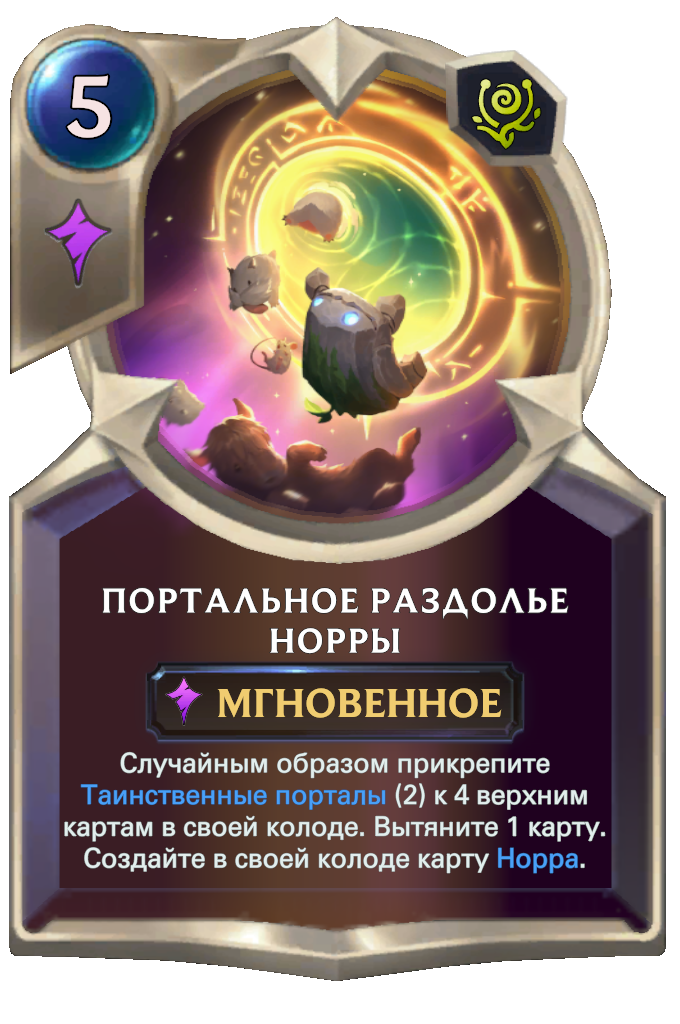 5
ПОРТАЛЬНОЕ РАЗДОЛЬЕ
НОРРЫ
МГНОВЕННОЕ
Случайным образом прикрепите
Таинственные порталы (2) к 4 верхним
картам в своей колоде. Вытяните 1 карту.
Создайте в своей колоде карту Норра.